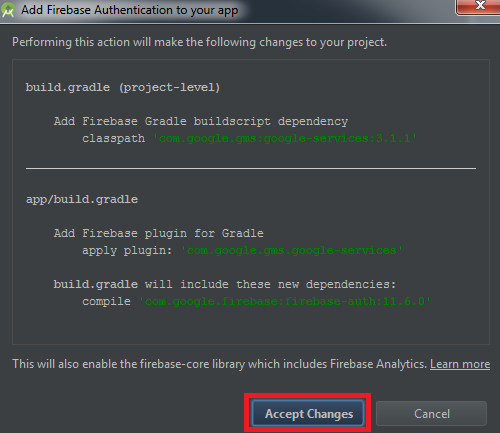 Add Firebase Authentication to your app
Performing this action will make the following changes to your project.
build.gradle (project-level)
Add Firebase Gradle buildscript dependency
classpath 'com.google.gms:google-services:3.1.1'
app/build.gradle
Add Firebase plugin for Gradle
apply plugin: 'com.google.gms.google-services'
build.gradle will include these new dependencies:
compile 'com.google.firebase:firebase-auth:11.6.0'
This will also enable the firebase-core library which includes Firebase Analytics. Learn more
Accept Changes
Cancel